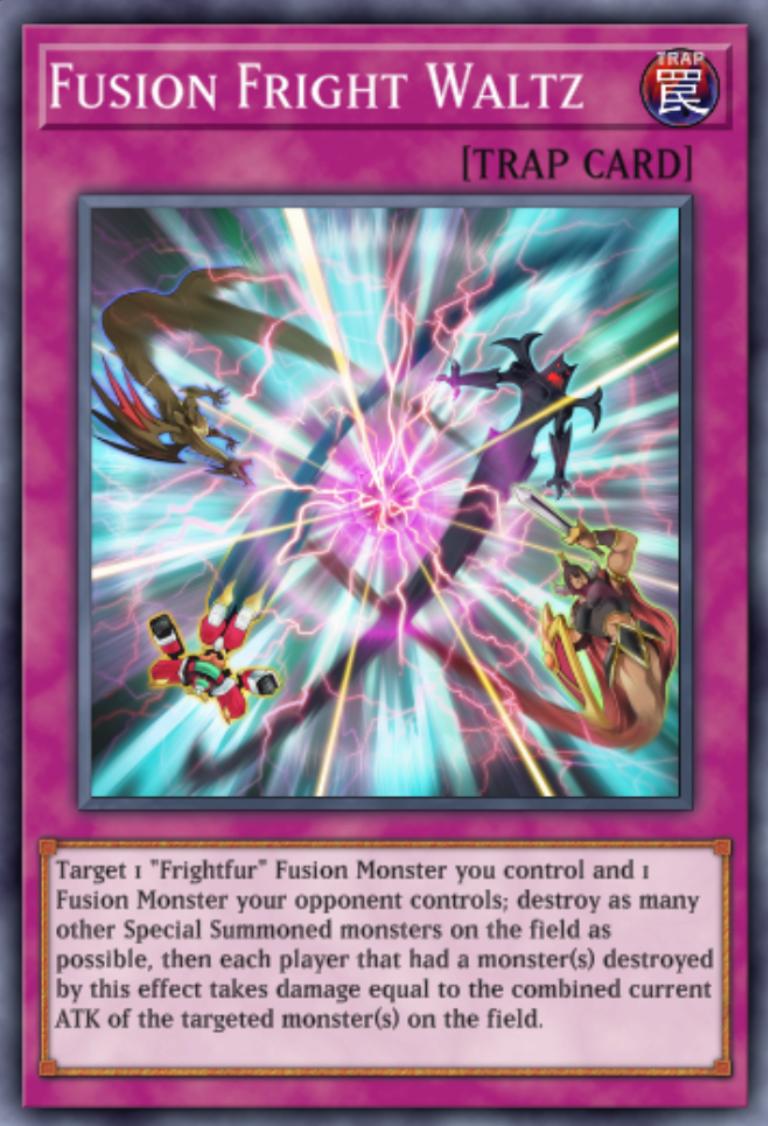 Fusion Fright Waltz
TRAP
罠
[TRAP CARD]
Target 1 "Frightfur" Fusion Monster you control and 1
Fusion Monster your opponent controls; destroy as many
other Special Summoned monsters on the field as
possible, then each player that had a monster(s) destroyed
by this effect takes damage equal to the combined current
ATK of the targeted monster(s) on the field.